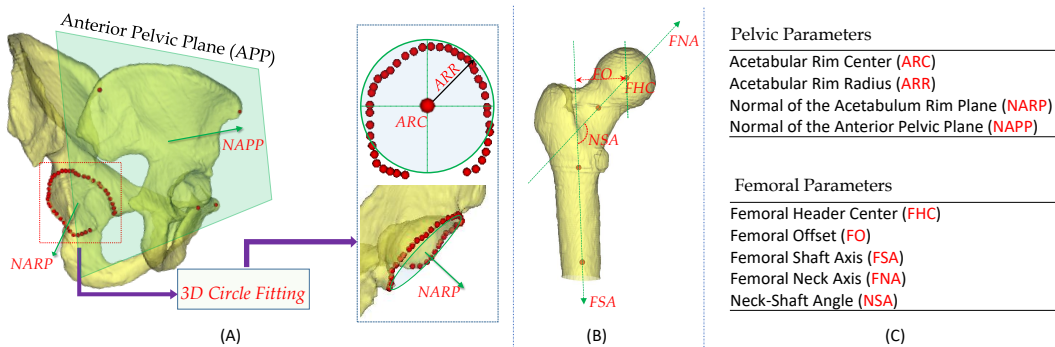 Anterior Pelvic Plane (APP)
NAPP
NARP
3D Circle Fitting
ARR
ARC
NARP
(A)
FNA
FO
FHC
NSA
FSA
(B)
Pelvic Parameters
Acetabular Rim Center (ARC)
Acetabular Rim Radius (ARR)
Normal of the Acetabulum Rim Plane (NARP)
Normal of the Anterior Pelvic Plane (NAPP)
Femoral Parameters
Femoral Header Center (FHC)
Femoral Offset (FO)
Femoral Shaft Axis (FSA)
Femoral Neck Axis (FNA)
Neck-Shaft Angle (NSA)
(C)